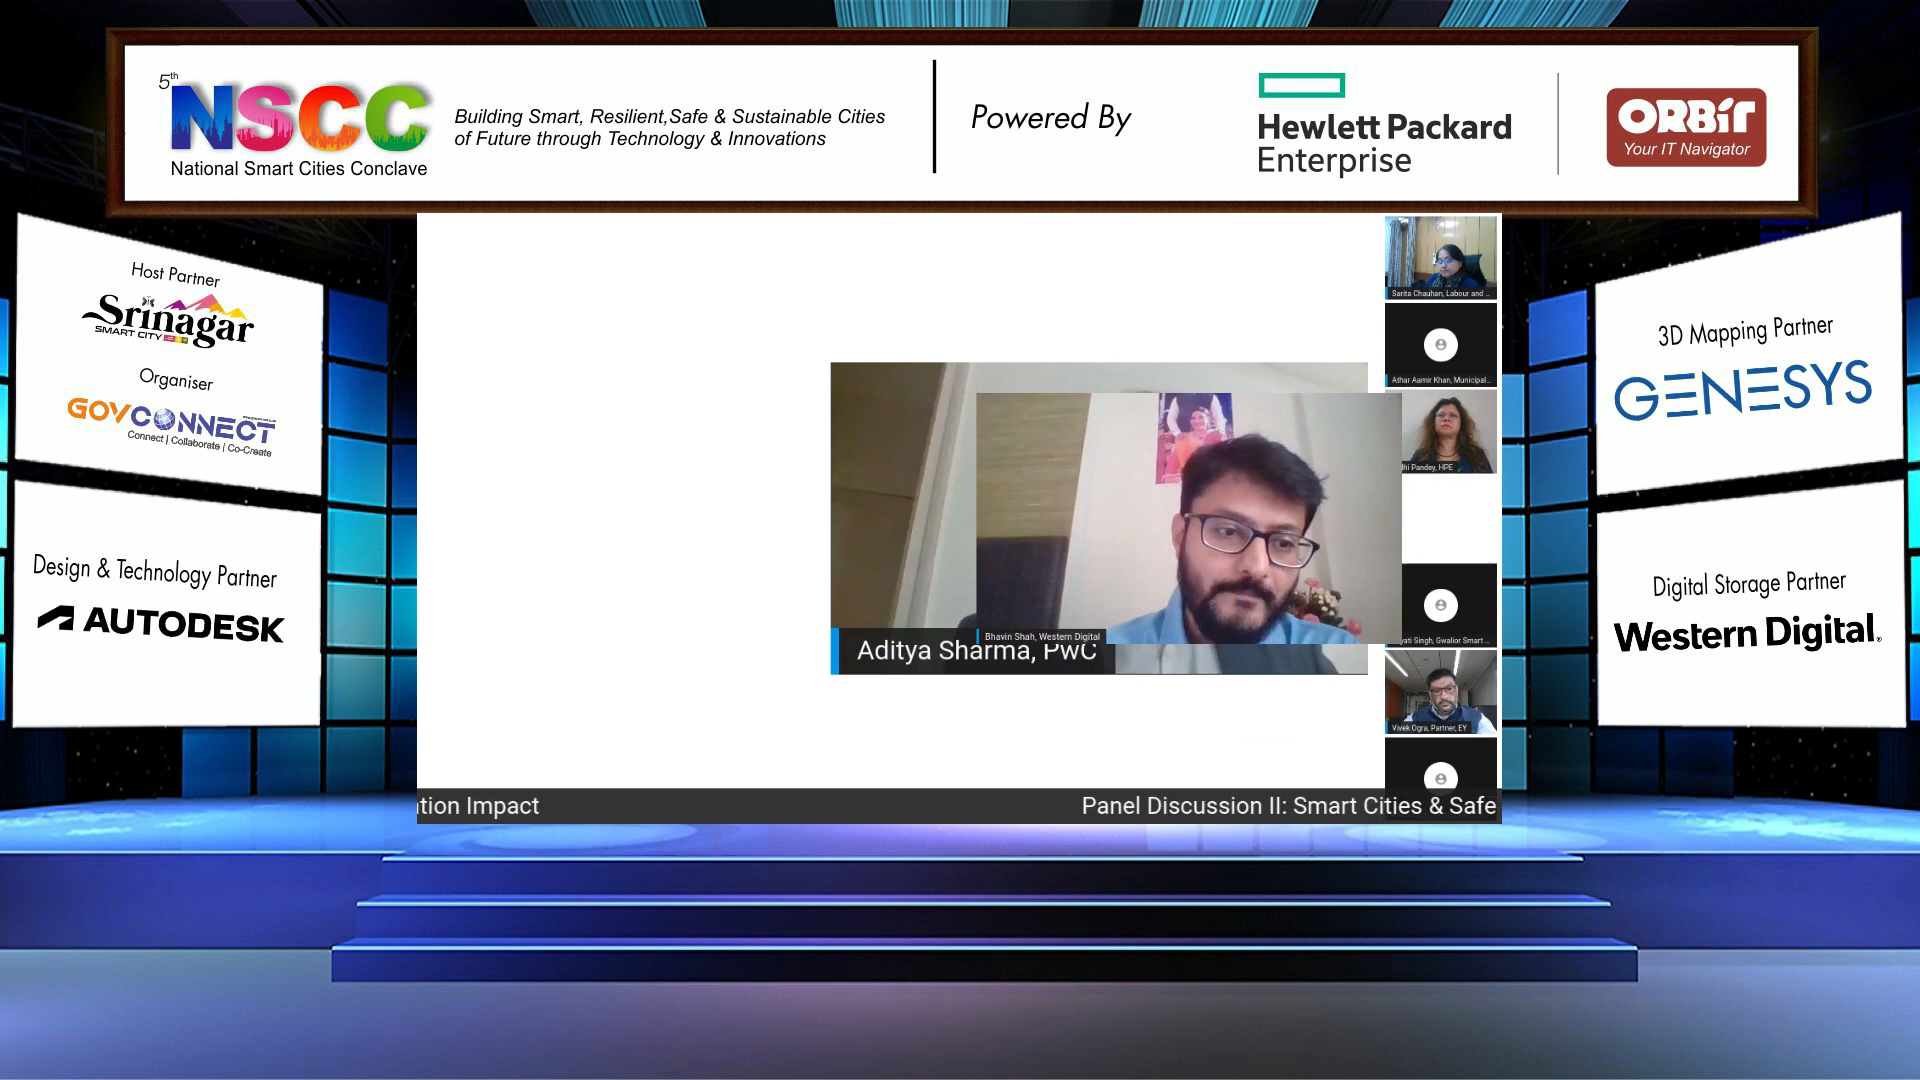 5th
NSCC
National Smart Cities Conclave
Building Smart, Resilient,Safe & Sustainable Cities
of Future through Technology & Innovations
Powered By
Hewlett Packard
Enterprise
ORBIT
Your IT Navigator
Host Partner
Srinagar
SMART CITY
Organiser
GOVCONNECT
Connect | Collaborate | Co-Create
Design & Technology Partner
AUTODESK
Sarita Chauhan, Labour and ...
Athar Aamir Khan, Municipal...
dhi Pandey, HPE
Bhavin Shah, Western Digital
Aditya Sharma, PwC
yati Singh, Gwalior Smart ...
Vivek Ogra, Partner, EY
tion Impact
Panel Discussion II: Smart Cities & Safe
3D Mapping Partner
GENESYS
Digital Storage Partner
Western Digital.